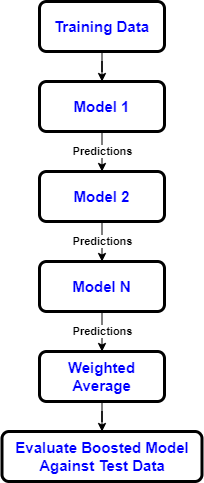 Training Data
Model 1
Predictions
Model 2
Predictions
Model N
Predictions
Weighted
Average
Evaluate Boosted Model
Against Test Data